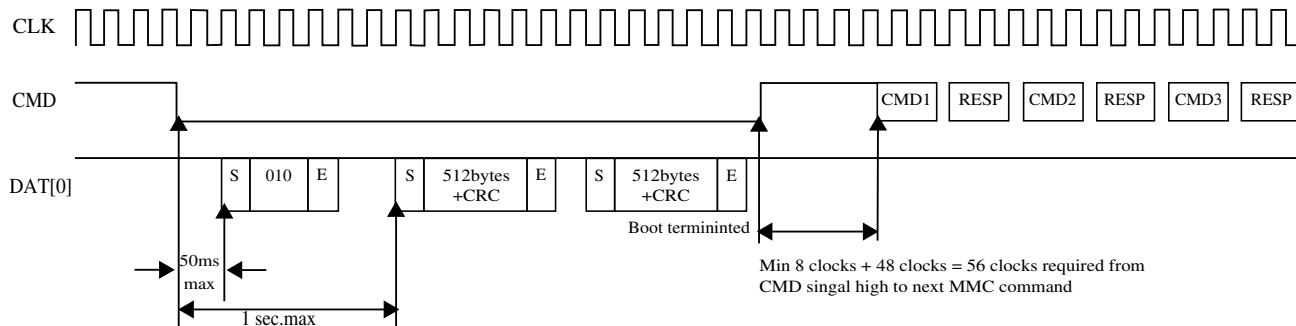 CLK
CMD
CMD1 RESP CMD2 RESP CMD3 RESP
DAT[0]
S 010 E S 512bytes +CRC E S 512bytes +CRC E
Boot termininted
50ms
max
1 sec.max
Min 8 clocks + 48 clocks = 56 clocks required from
CMD singal high to next MMC command